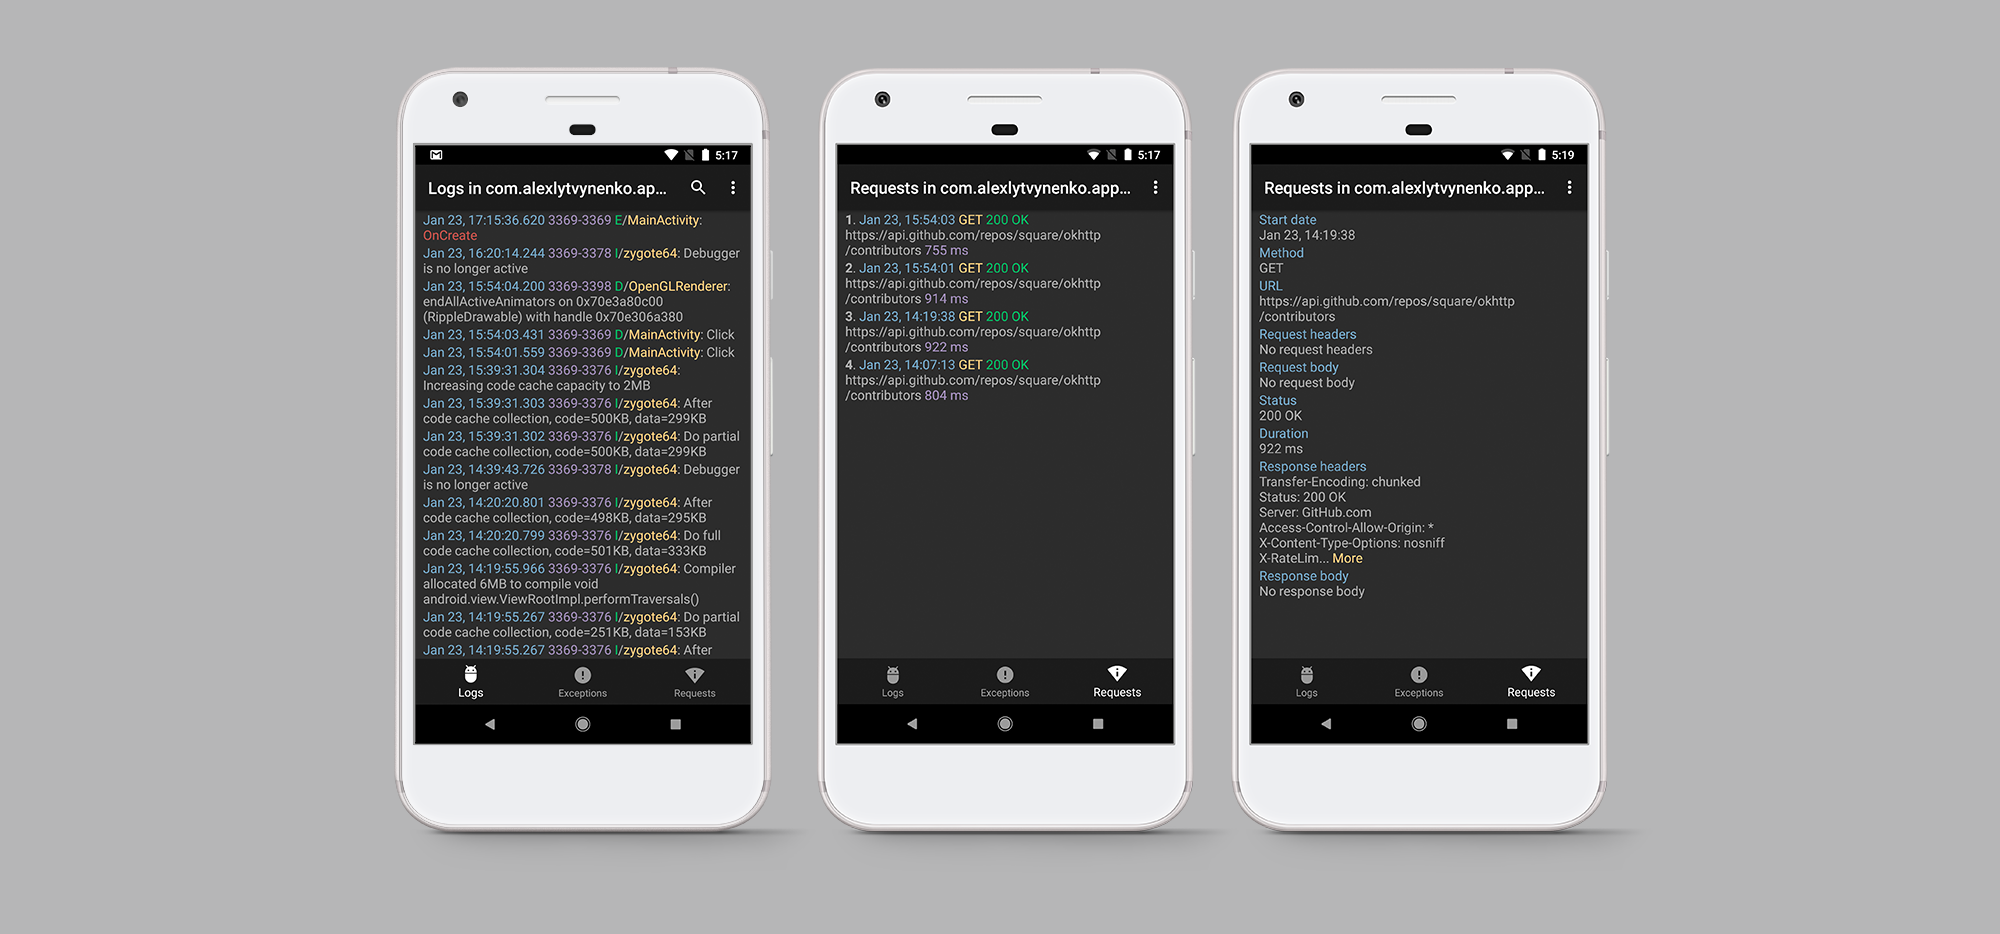 5:17
Logs in com.alexlytvynenko.ap...
Jan 23, 17:15:36.620 3369-3369 E/MainActivity:
OnCreate
Jan 23, 16:20:14.244 3369-3378 I/zygote64: Debugger
is no longer active
Jan 23, 15:54:04.200 3369-3398 D/OpenGLRenderer:
endAllActiveAnimators on 0x70e3a80c00
(RippleDrawable) with handle 0x70e306a380
Jan 23, 15:54:03.431 3369-3369 D/MainActivity: Click
Jan 23, 15:54:01.559 3369-3369 D/MainActivity: Click
Jan 23, 15:39:31.304 3369-3376 I/zygote64:
Increasing code cache capacity to 2MB
Jan 23, 15:39:31.303 3369-3376 I/zygote64: After
code cache collection, code=500KB, data=299KB
Jan 23, 15:39:31.302 3369-3376 I/zygote64: Do partial
code cache collection, code=500KB, data=299KB
Jan 23, 14:39:43.726 3369-3378 I/zygote64: Debugger
is no longer active
Jan 23, 14:20:20.801 3369-3376 I/zygote64: After
code cache collection, code=498KB, data=295KB
Jan 23, 14:20:20.799 3369-3376 I/zygote64: Do full
code cache collection, code=501KB, data=333KB
Jan 23, 14:19:55.966 3369-3376 I/zygote64: Compiler
allocated 6MB to compile void
android.view.ViewRootImpl.performTraversals()
Jan 23, 14:19:55.267 3369-3376 I/zygote64: Do partial
code cache collection, code=251KB, data=153KB
Jan 23, 14:19:55.267 3369-3376 I/zygote64: After
Logs Exceptions Requests
5:17
Requests in com.alexlytvynenko.app...
1. Jan 23, 15:54:03 GET 200 OK
https://api.github.com/repos/square/okhttp
/contributors 755 ms
2. Jan 23, 15:54:01 GET 200 OK
https://api.github.com/repos/square/okhttp
/contributors 914 ms
3. Jan 23, 14:19:38 GET 200 OK
https://api.github.com/repos/square/okhttp
/contributors 922 ms
4. Jan 23, 14:07:13 GET 200 OK
https://api.github.com/repos/square/okhttp
/contributors 804 ms
Logs Exceptions Requests
5:19
Requests in com.alexlytvynenko.app...
Start date
Jan 23, 14:19:38
Method
GET
URL
https://api.github.com/repos/square/okhttp
/contributors
Request headers
No request headers
Request body
No request body
Status
200 OK
Duration
922 ms
Response headers
Transfer-Encoding: chunked
Status: 200 OK
Server: GitHub.com
Access-Control-Allow-Origin: *
X-Content-Type-Options: nosniff
X-RateLim... More
Response body
No response body
Logs Exceptions Requests